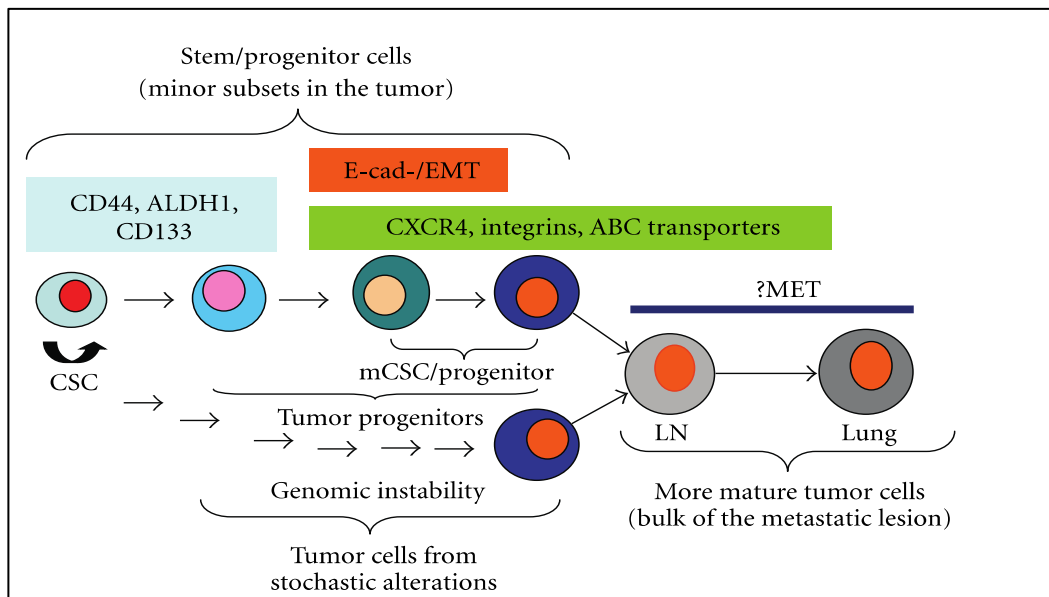 Stem/progenitor cells
(minor subsets in the tumor)
E-cad-/EMT
CD44, ALDH1,
CD133
CXCR4, integrins, ABC transporters
?MET
CSC
mCSC/progenitor
Tumor progenitors
LN
Lung
Genomic instability
More mature tumor cells
(bulk of the metastatic lesion)
Tumor cells from
stochastic alterations